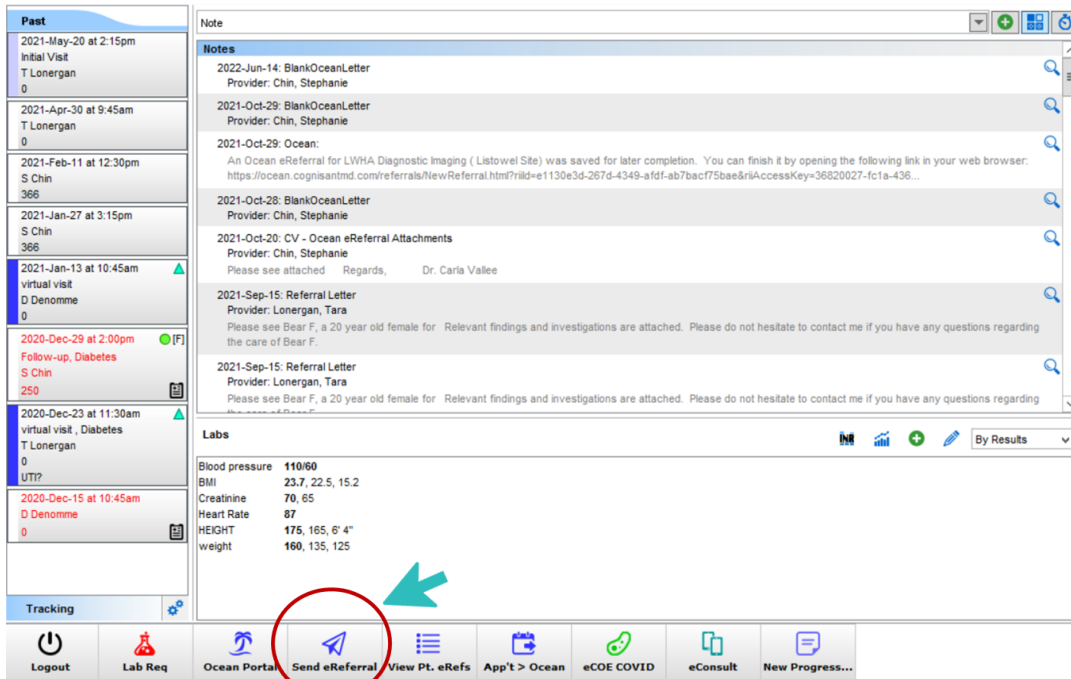 Past
2021-May-20 at 2:15pm
Initial Visit
T Lonergan
0
2021-Apr-30 at 9:45am
T Lonergan
0
2021-Feb-11 at 12:30pm
S Chin
366
2021-Jan-27 at 3:15pm
S Chin
366
2021-Jan-13 at 10:45am
virtual visit
D Denomme
0
2020-Dec-29 at 2:00pm [F]
Follow-up, Diabetes
S Chin
250
2020-Dec-23 at 11:30am
virtual visit , Diabetes
T Lonergan
0
UTI?
2020-Dec-15 at 10:45am
D Denomme
0
Tracking
Note
Notes
2022-Jun-14: BlankOceanLetter
Provider: Chin, Stephanie
2021-Oct-29: BlankOceanLetter
Provider: Chin, Stephanie
2021-Oct-29: Ocean:
An Ocean eReferral for LWHA Diagnostic Imaging ( Listowel Site) was saved for later completion. You can finish it by opening the following link in your web browser:
https://ocean.cognisantmd.com/referrals/NewReferral.html?riid=e1130e3d-267d-4349-afdf-ab7bacf75bae&riiAccessKey=36820027-fc1a-436...
2021-Oct-28: BlankOceanLetter
Provider: Chin, Stephanie
2021-Oct-20: CV - Ocean eReferral Attachments
Provider: Chin, Stephanie
Please see attached Regards, Dr. Carla Vallee
2021-Sep-15: Referral Letter
Provider: Lonergan, Tara
Please see Bear F, a 20 year old female for Relevant findings and investigations are attached. Please do not hesitate to contact me if you have any questions regarding
the care of Bear F.
2021-Sep-15: Referral Letter
Provider: Lonergan, Tara
Please see Bear F, a 20 year old female for Relevant findings and investigations are attached. Please do not hesitate to contact me if you have any questions regarding
the care of Bear F
Labs
INR
By Results
Blood pressure 110/60
BMI 23.7, 22.5, 15.2
Creatinine 70, 65
Heart Rate 87
HEIGHT 175, 165, 6' 4"
weight 160, 135, 125
Logout
Lab Req
Ocean Portal
Send eReferral
View Pt. eRefs
App't > Ocean
eCOE COVID
eConsult
New Progress...